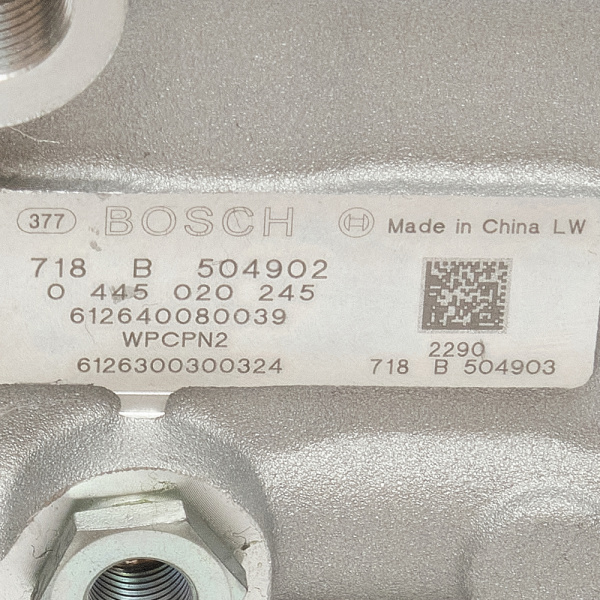 377 BOSCH Made in China LW
718 B 504902
0 445 020 245
612640080039
WPCPN2
6126300300324
2290
718 B 504903